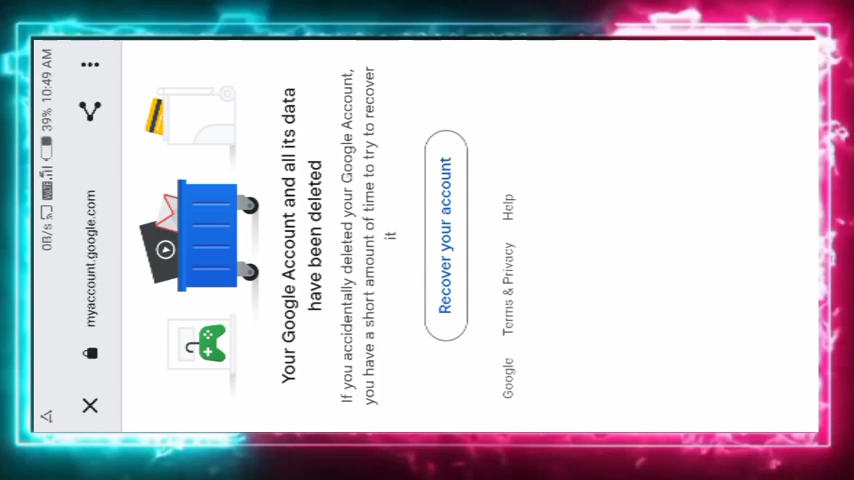 0B/s 39% 10:49 AM
myaccount.google.com
Your Google Account and all its data
have been deleted
If you accidentally deleted your Google Account,
you have a short amount of time to try to recover
it
Recover your account
Google Terms & Privacy Help